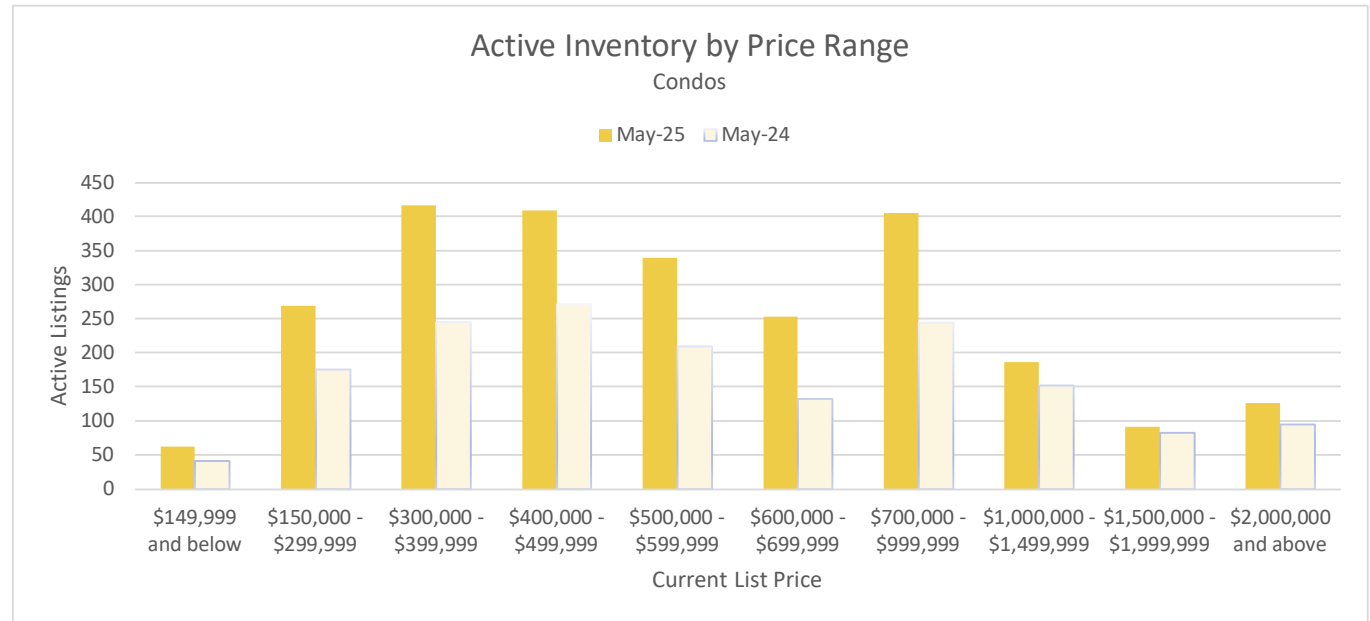 Active Inventory by Price Range
Condos
May-25 May-24
450
400
350
300
250
200
150
100
50
0
Active Listings
$149,999 $150,000 - $300,000 - $400,000 - $500,000 - $600,000 - $700,000 - $1,000,000 - $1,500,000 - $2,000,000
and below $299,999 $399,999 $499,999 $599,999 $699,999 $999,999 $1,499,999 $1,999,999 and above
Current List Price